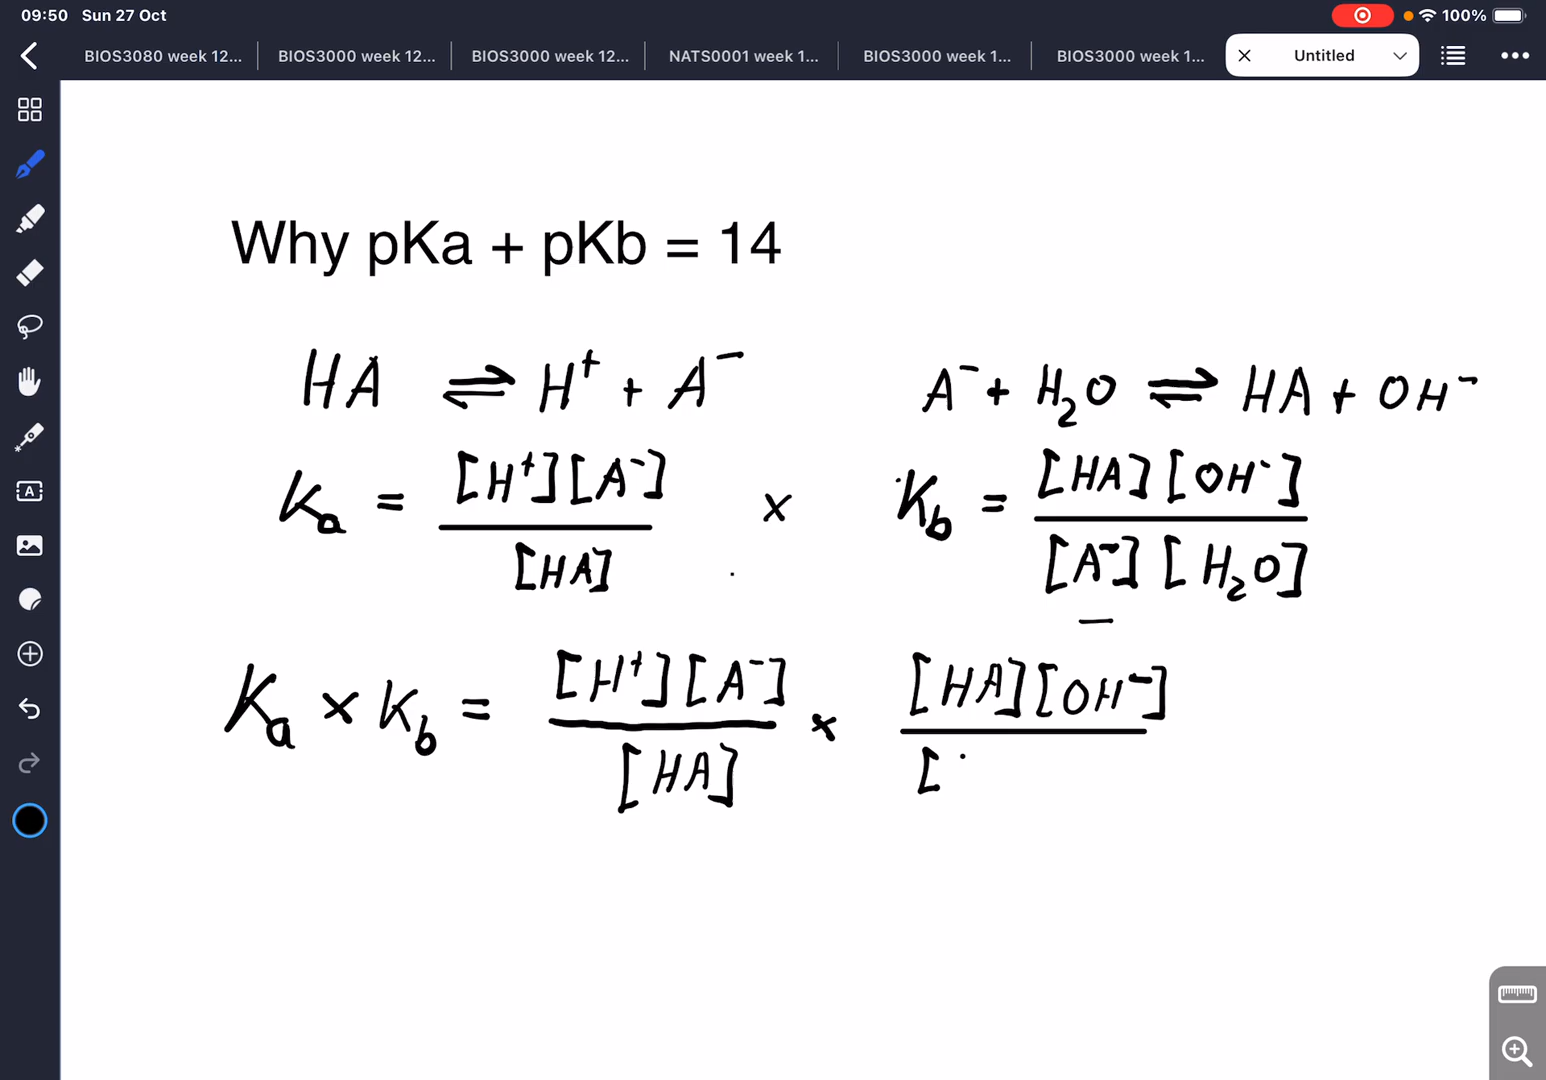 09:50 Sun 27 Oct 100%
BIOS3080 week 12... BIOS3000 week 12... BIOS3000 week 12... NATS0001 week 1... BIOS3000 week 1... BIOS3000 week 1... Untitled
Why pKa + pKb = 14
HA ⇌ H⁺ + A⁻
A⁻ + H₂O ⇌ HA + OH⁻
Kₐ = [H⁺][A⁻] / [HA] × K_b = [HA][OH⁻] / [A⁻][H₂O]
Kₐ × K_b = [H⁺][A⁻] / [HA] × [HA][OH⁻] / [